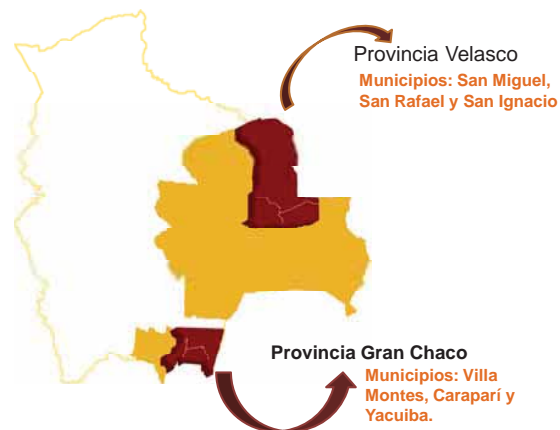 Provincia Velasco
Municipios: San Miguel,
San Rafael y San Ignacio
Provincia Gran Chaco
Municipios: Villa
Montes, Caraparí y
Yacuiba.